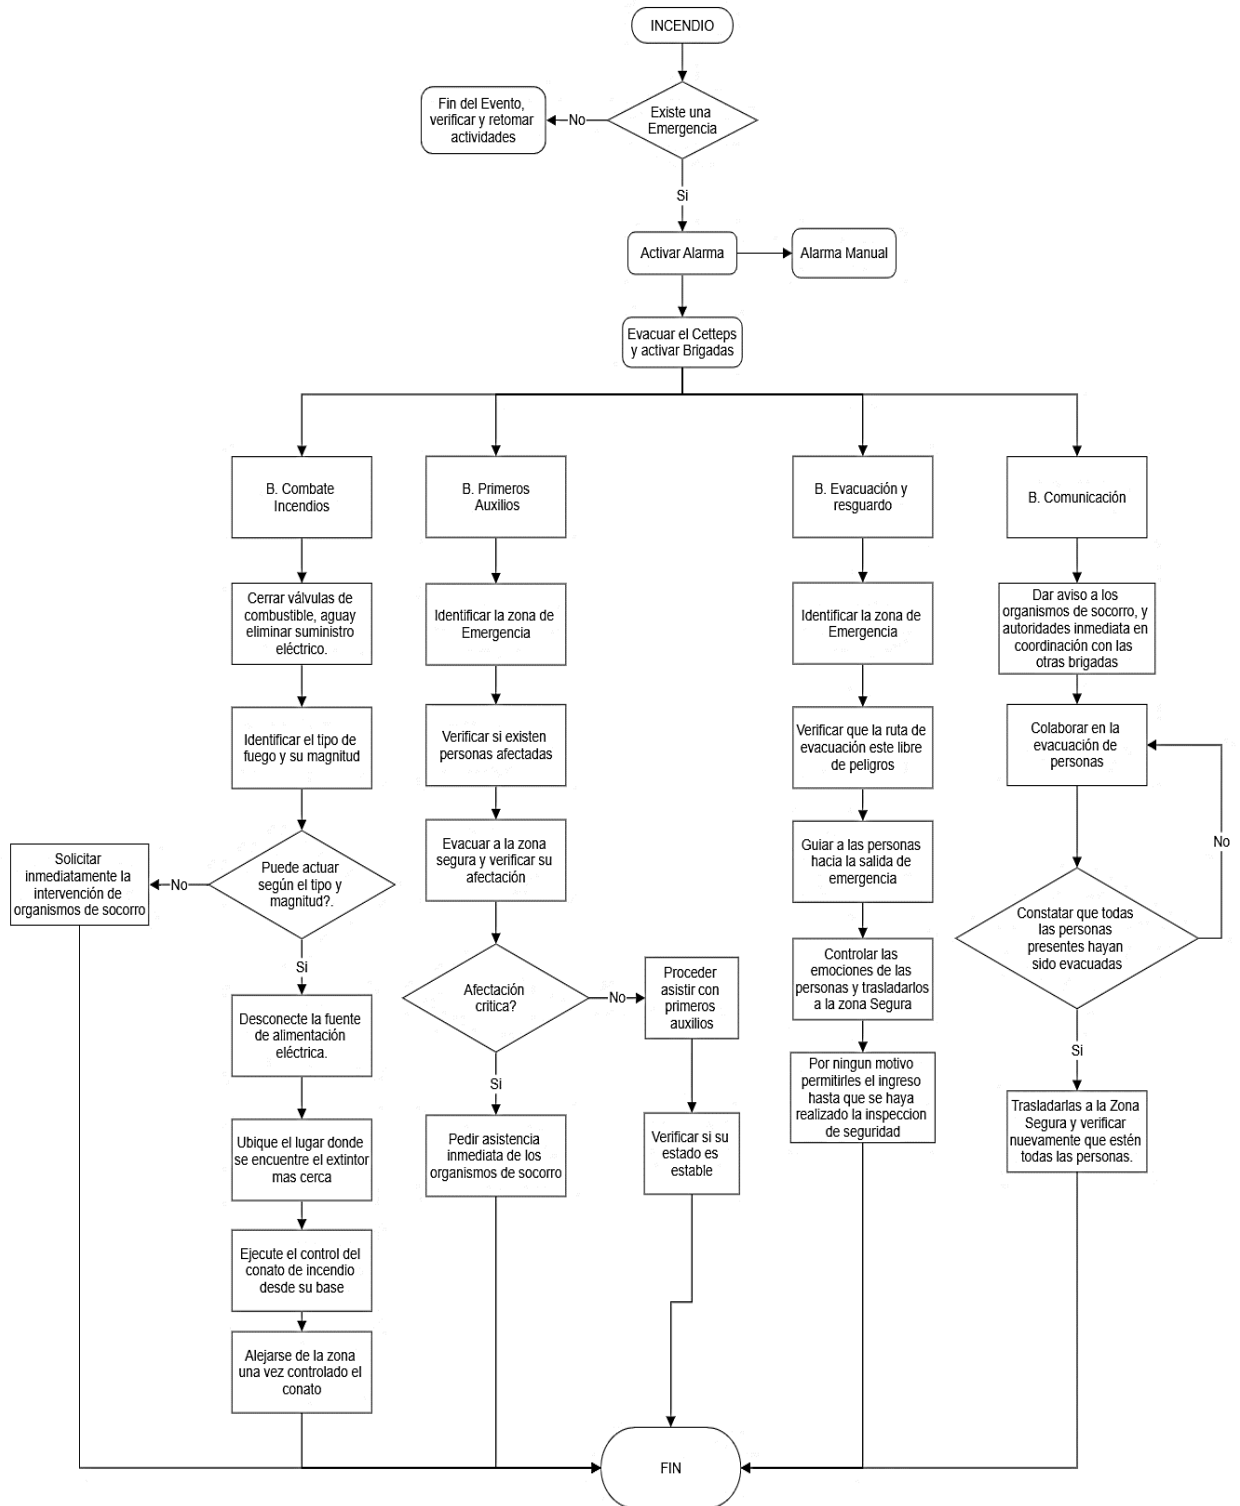 INCENDIO
Existe una
Emergencia
No
Fin del Evento,
verificar y retomar
actividades
Si
Activar Alarma
Alarma Manual
Evacuar el Cetteps
y activar Brigadas
B. Combate
Incendios
Cerrar válvulas de
combustible, aguay
eliminar suministro
eléctrico.
Identificar el tipo de
fuego y su magnitud
Puede actuar
según el tipo y
magnitud?.
No
Solicitar
inmediatamente la
intervención de
organismos de socorro
Si
Desconecte la fuente
de alimentación
eléctrica.
Ubique el lugar donde
se encuentre el extintor
mas cerca
Ejecute el control del
conato de incendio
desde su base
Alejarse de la zona
una vez controlado el
conato
B. Primeros
Auxilios
Identificar la zona de
Emergencia
Verificar si existen
personas afectadas
Evacuar a la zona
segura y verificar su
afectación
Afectación
critica?
No
Proceder
asistir con
primeros
auxilios
Verificar si su
estado es
estable
Si
Pedir asistencia
inmediata de los
organismos de socorro
B. Evacuación y
resguardo
Identificar la zona de
Emergencia
Verificar que la ruta de
evacuación este libre
de peligros
Guiar a las personas
hacia la salida de
emergencia
Controlar las
emociones de las
personas y trasladarlos
a la zona Segura
Por ningun motivo
permitirles el ingreso
hasta que se haya
realizado la inspeccion
de seguridad
B. Comunicación
Dar aviso a los
organismos de socorro, y
autoridades inmediata en
coordinación con las
otras brigadas
Colaborar en la
evacuación de
personas
No
Constatar que todas
las personas
presentes hayan
sido evacuadas
Si
Trasladarlas a la Zona
Segura y verificar
nuevamente que estén
todas las personas.
FIN